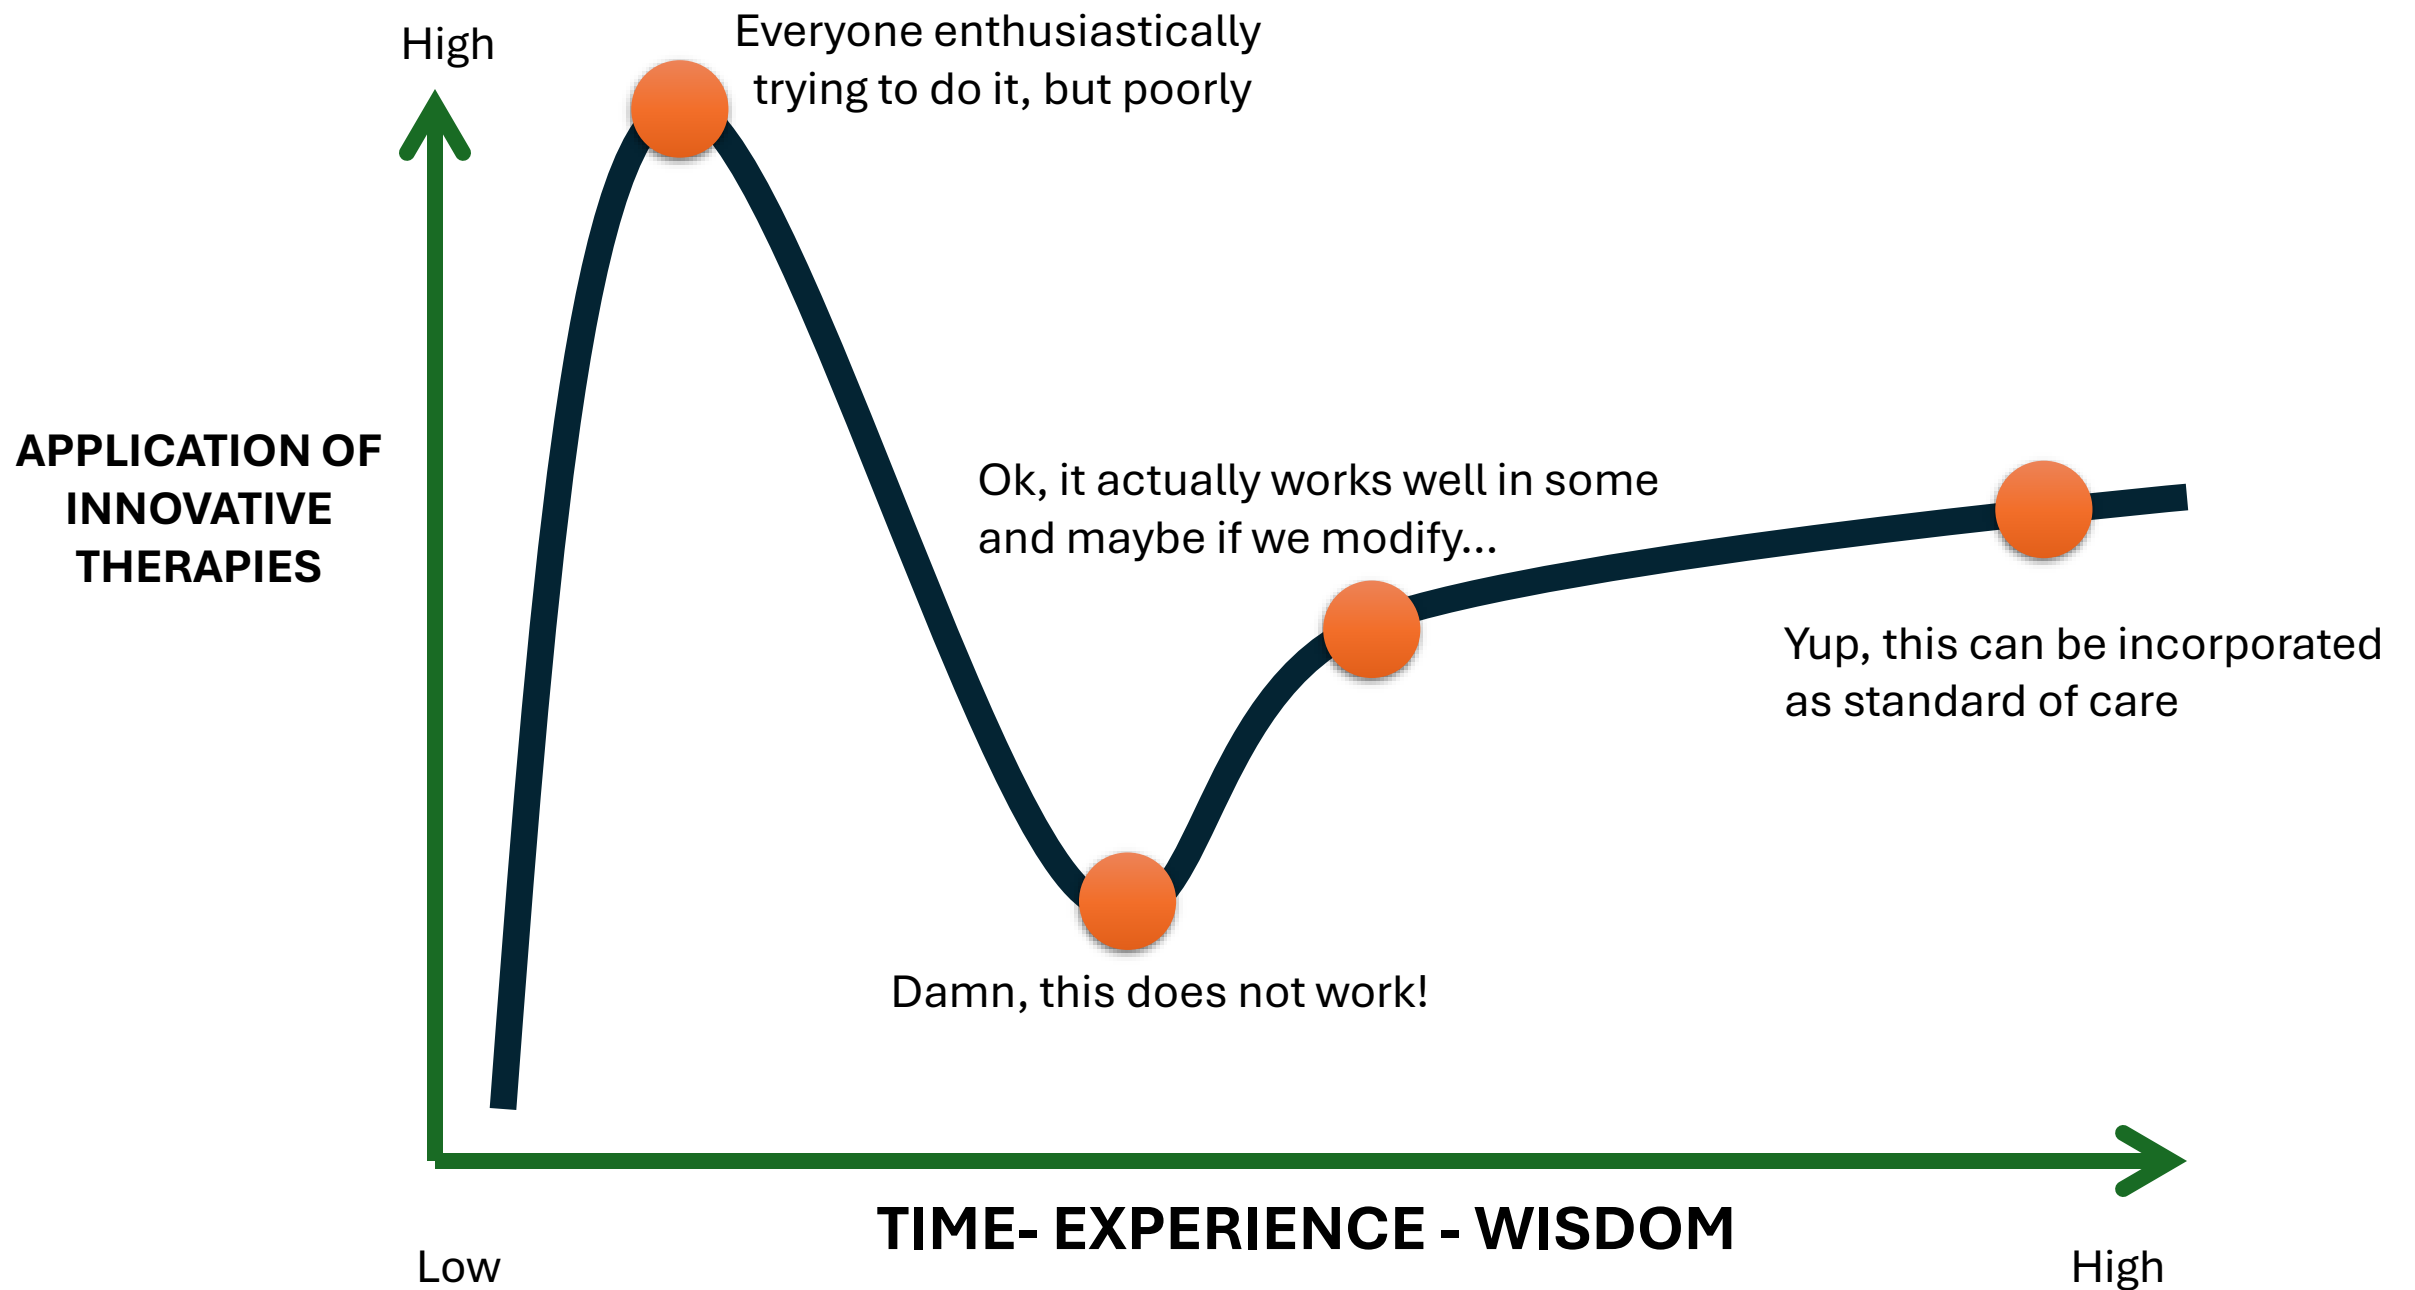 High
Everyone enthusiastically
trying to do it, but poorly
APPLICATION OF
INNOVATIVE
THERAPIES
Ok, it actually works well in some
and maybe if we modify...
Yup, this can be incorporated
as standard of care
Damn, this does not work!
TIME- EXPERIENCE - WISDOM
Low
High